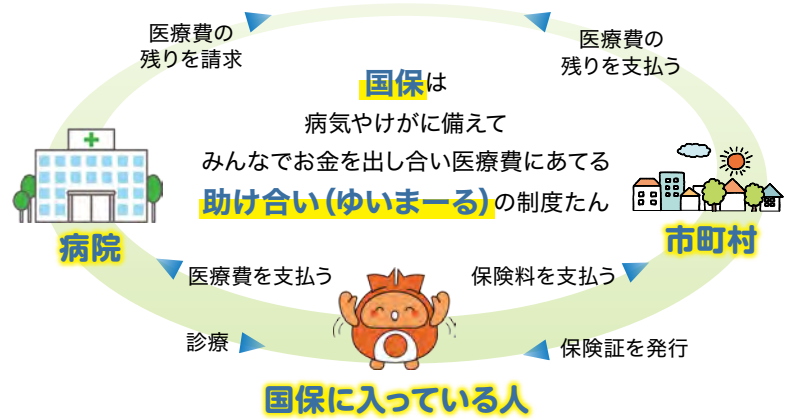 医療費の
残りを請求
医療費の
残りを支払う
国保は
病気やけがに備えて
みんなでお金を出し合い医療費にあてる
助け合い（ゆいまーる）の制度たん
病院
市町村
医療費を支払う
保険料を支払う
診療
保険証を発行
国保に入っている人